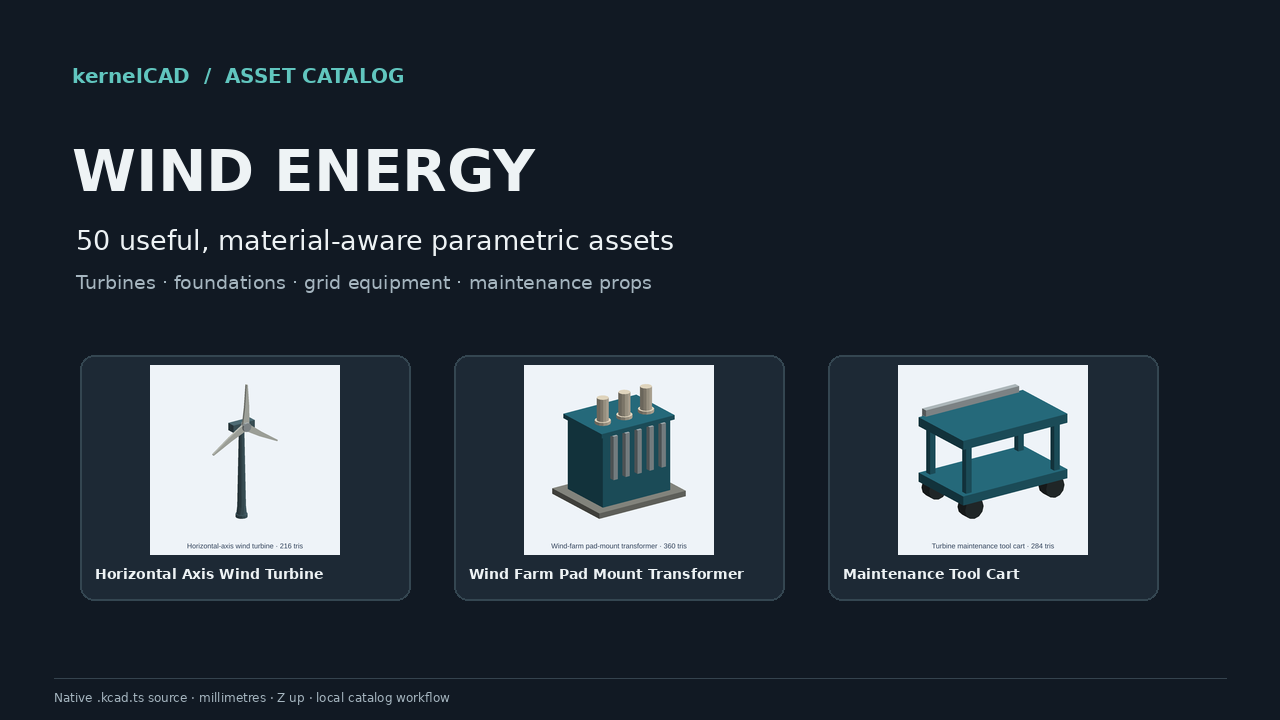 kernelCAD / ASSET CATALOG
WIND ENERGY
50 useful, material-aware parametric assets
Turbines · foundations · grid equipment · maintenance props
Horizontal-axis wind turbine · 216 tris
Horizontal Axis Wind Turbine
Wind-farm pad-mount transformer · 360 tris
Wind Farm Pad Mount Transformer
Turbine maintenance tool cart · 284 tris
Maintenance Tool Cart
Native .kcad.ts source · millimetres · Z up · local catalog workflow